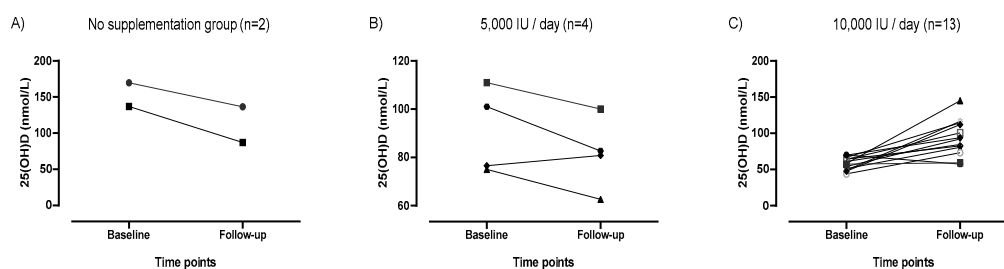 A) No supplementation group (n=2)
200
150
100
50
0
25(OH)D (nmol/L)
Baseline Follow-up
Time points
B) 5,000 IU / day (n=4)
120
100
80
60
25(OH)D (nmol/L)
Baseline Follow-up
Time points
C) 10,000 IU / day (n=13)
200
150
100
50
0
25(OH)D (nmol/L)
Baseline Follow-up
Time points